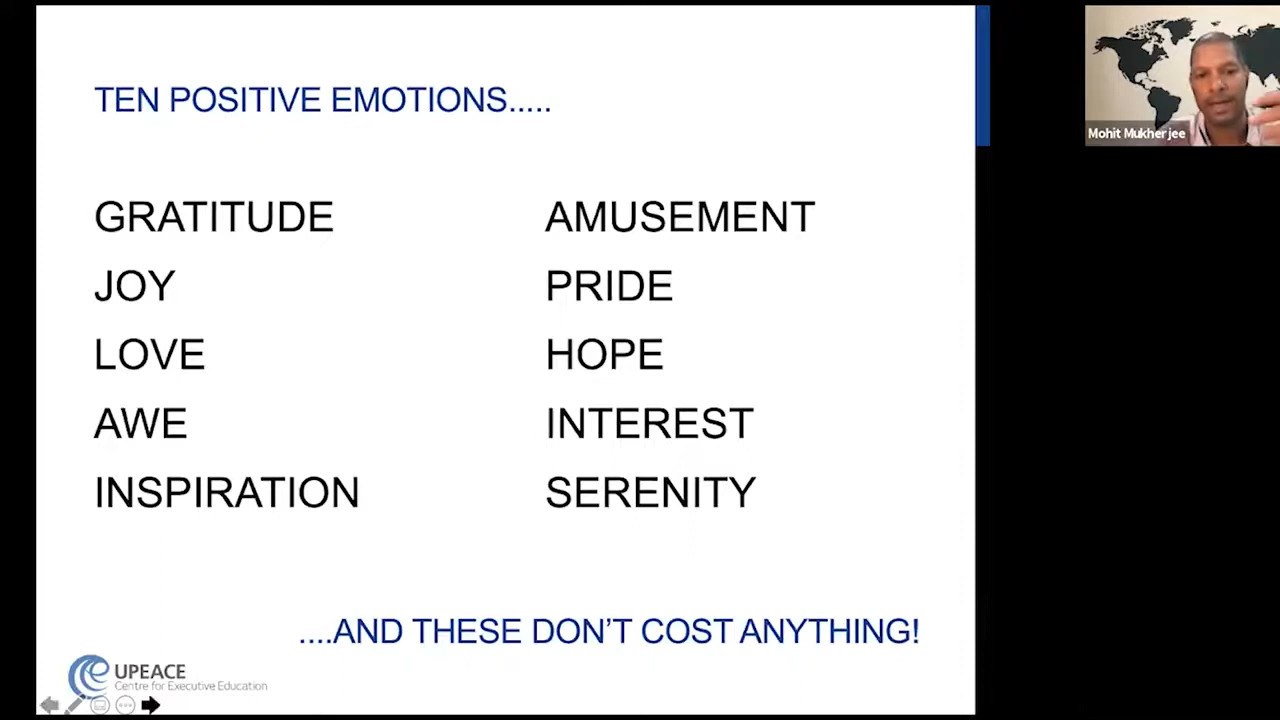 TEN POSITIVE EMOTIONS.....
GRATITUDE
JOY
LOVE
AWE
INSPIRATION
AMUSEMENT
PRIDE
HOPE
INTEREST
SERENITY
....AND THESE DON'T COST ANYTHING!
UPEACE
Centre for Executive Education
Mohit Mukherjee